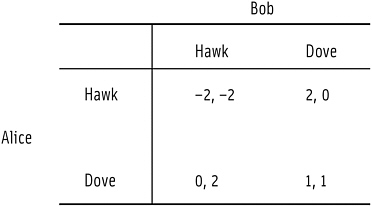 Bob
Hawk Dove
Hawk −2, −2 2, 0
Alice
Dove 0, 2 1, 1